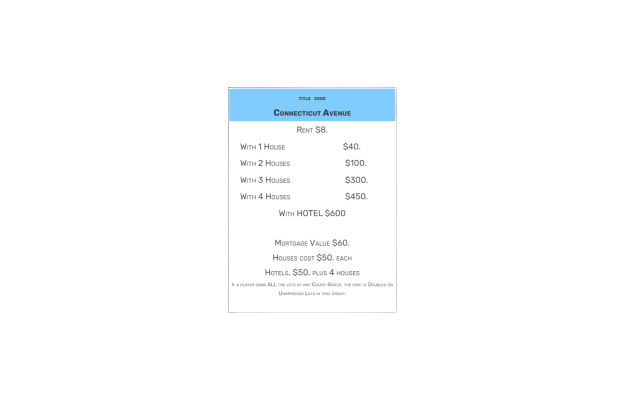 TITLE DEED
CONNECTICUT AVENUE
RENT $8.
WITH 1 HOUSE $40.
WITH 2 HOUSES $100.
WITH 3 HOUSES $300.
WITH 4 HOUSES $450.
WITH HOTEL $600
MORTGAGE VALUE $60.
HOUSES COST $50. EACH
HOTELS, $50. PLUS 4 HOUSES
IF A PLAYER OWNS ALL THE LOTS OF ANY COLOR-GROUP, THE RENT IS DOUBLED ON
UNIMPROVED LOTS IN THAT GROUP.